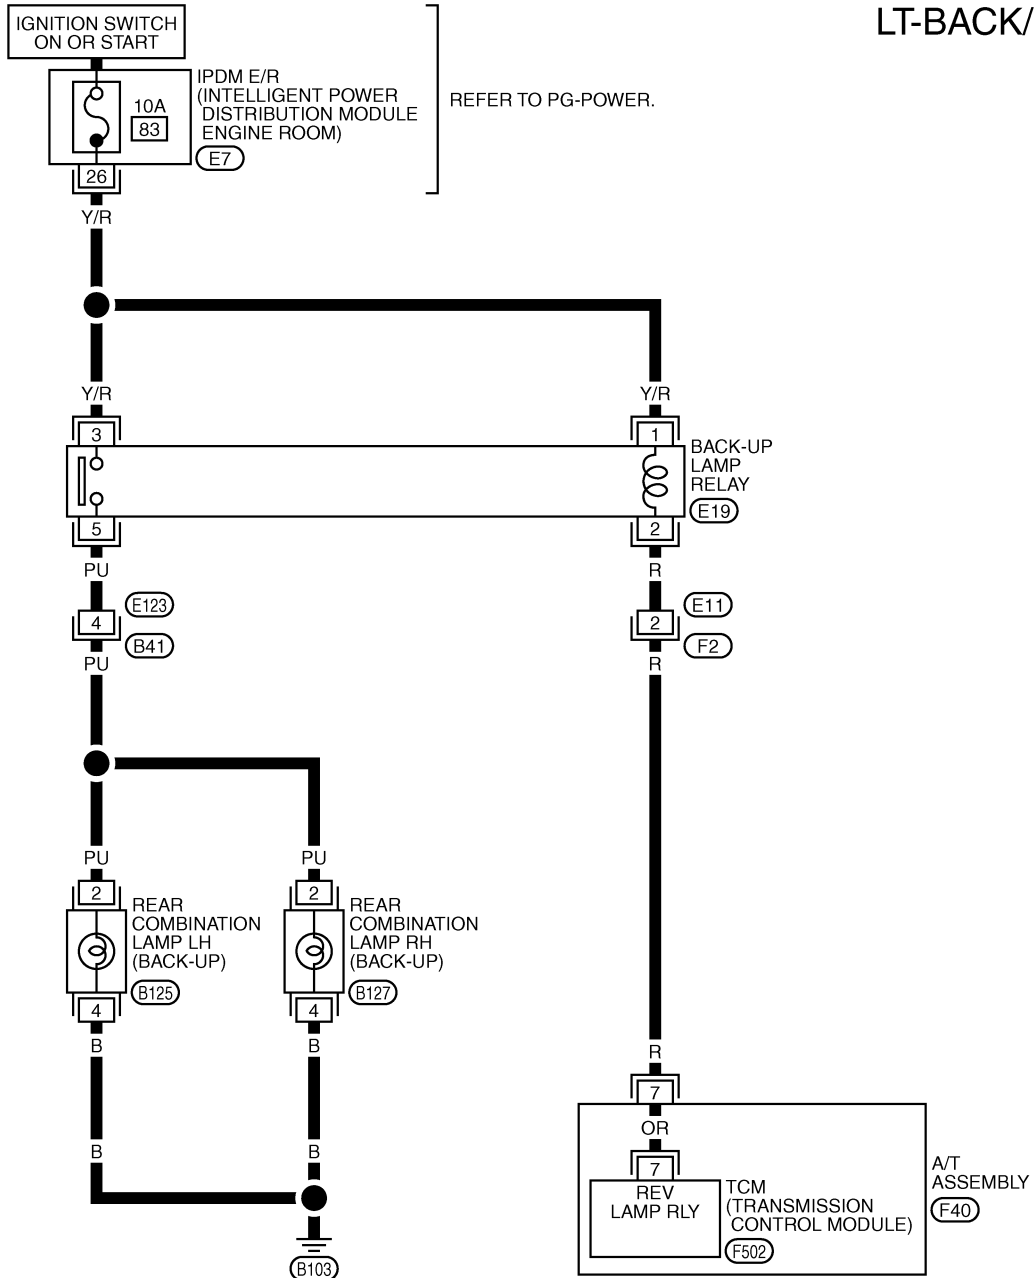 LT-BACK/
IGNITION SWITCH
ON OR START
IPDM E/R
(INTELLIGENT POWER
DISTRIBUTION MODULE
ENGINE ROOM)
E7
10A
83
REFER TO PG-POWER.
26
Y/R
Y/R
Y/R
3
1
BACK-UP
LAMP
RELAY
E19
5
2
PU
R
E123
4
B41
E11
2
F2
PU
R
PU
PU
2
REAR
COMBINATION
LAMP LH
(BACK-UP)
B125
2
REAR
COMBINATION
LAMP RH
(BACK-UP)
B127
4
4
B
B
R
7
OR
7
B
B
REV
LAMP RLY
TCM
(TRANSMISSION
CONTROL MODULE)
F502
A/T
ASSEMBLY
F40
B103